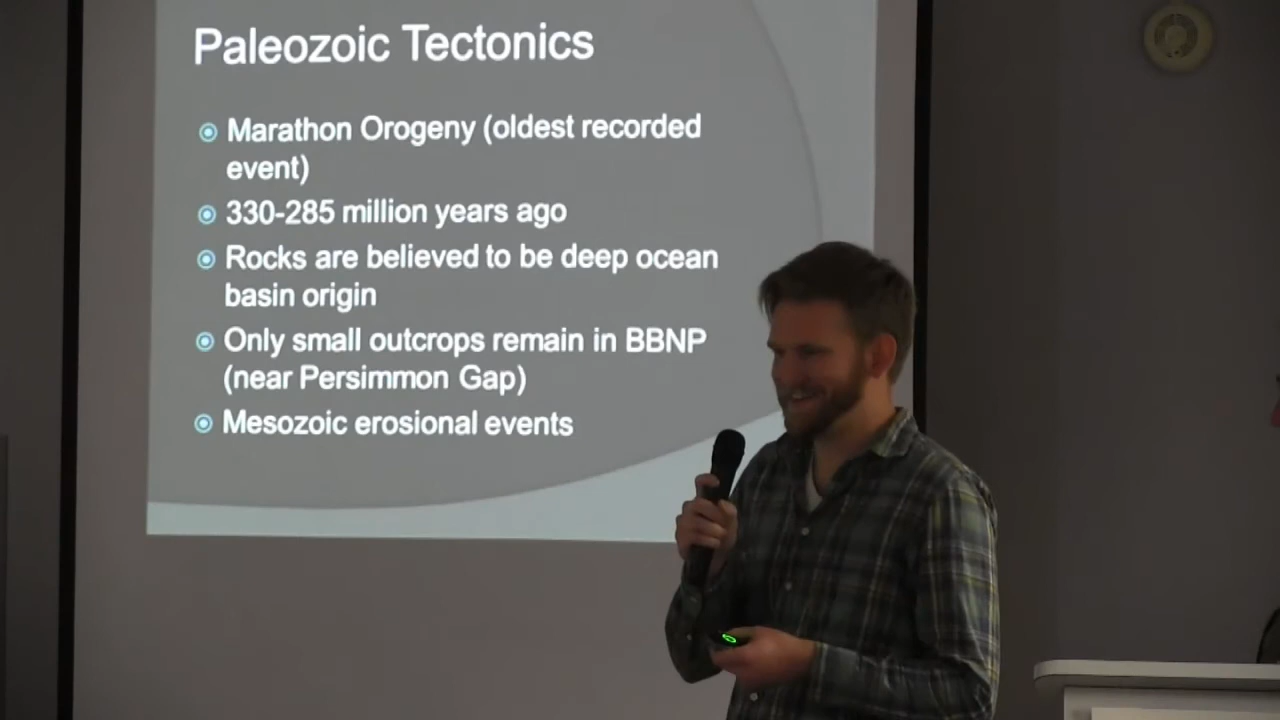 Paleozoic Tectonics
Marathon Orogeny (oldest recorded
event)
330-285 million years ago
Rocks are believed to be deep ocean
basin origin
Only small outcrops remain in BBNP
(near Persimmon Gap)
Mesozoic erosional events